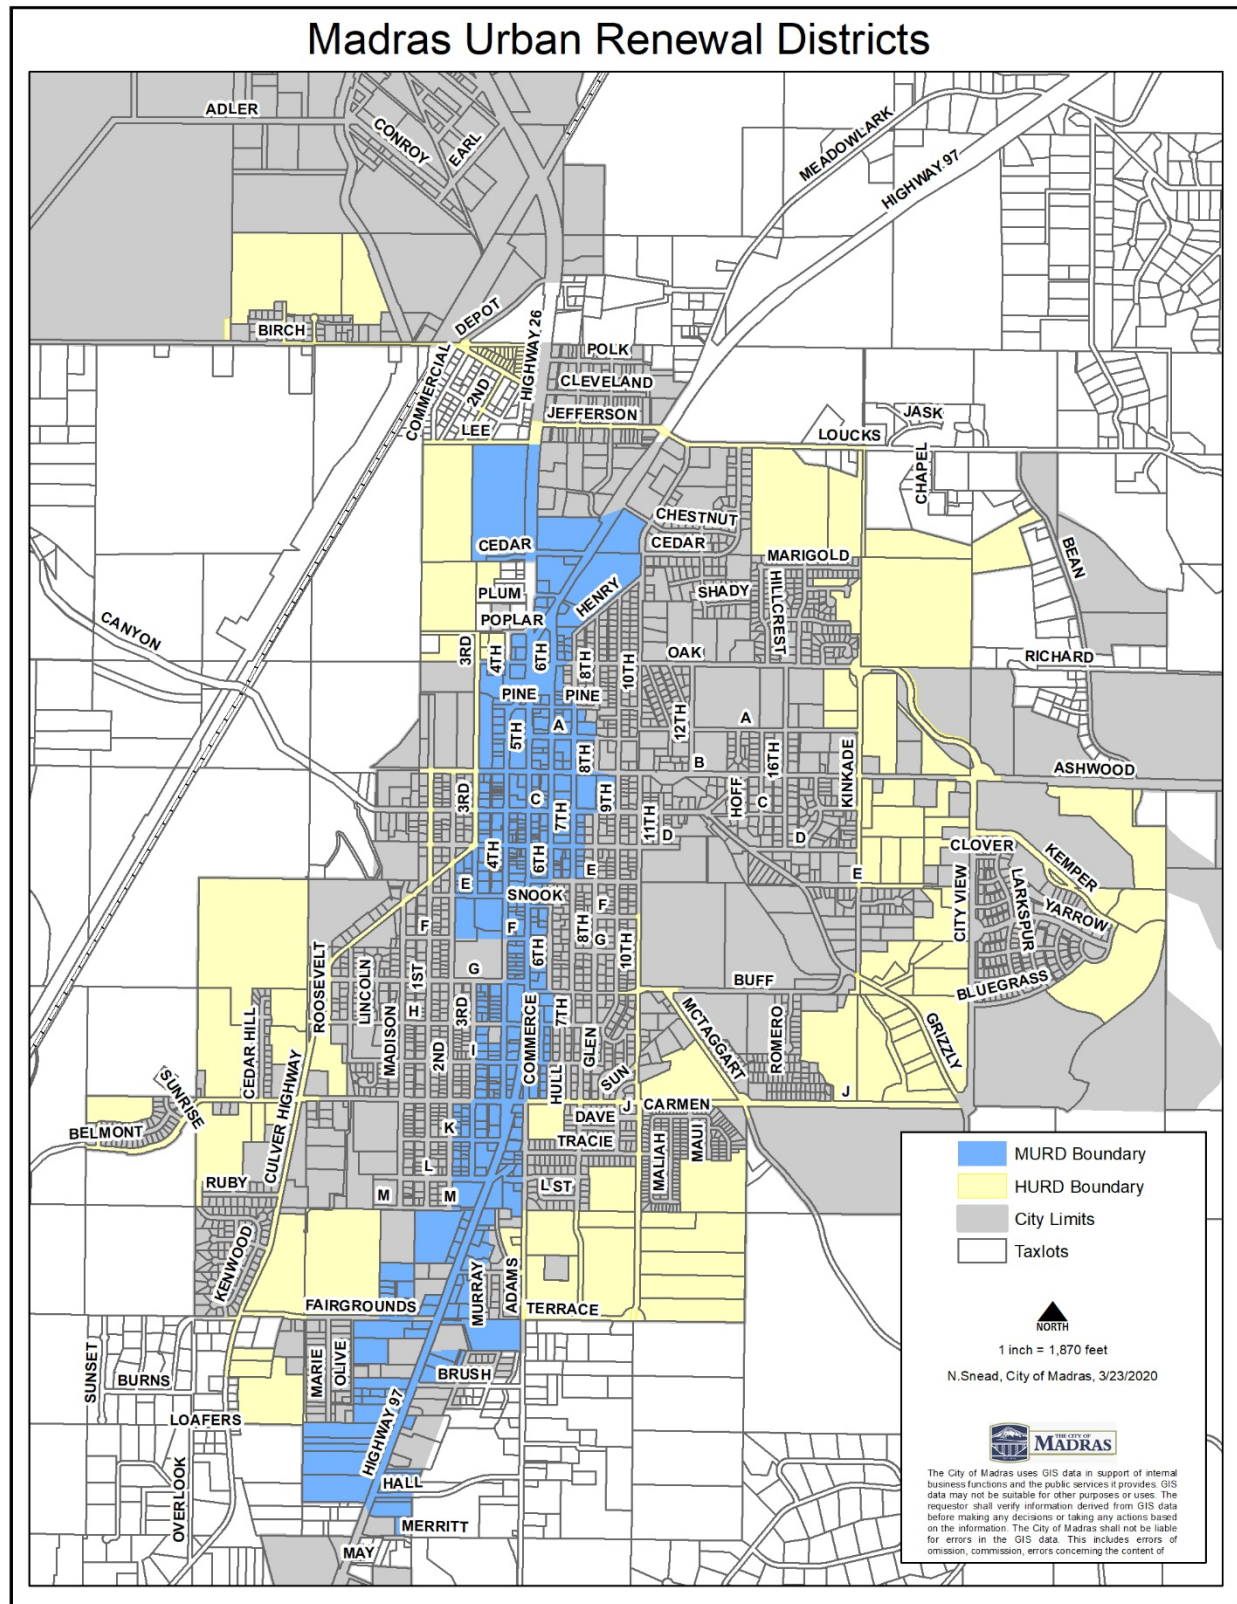 Madras Urban Renewal Districts
ADLER
CONROY
EARL
MEADOWLARK
HIGHWAY 97
DEPOT
BIRCH
COMMERCIAL
2ND
HIGHWAY 26
POLK
CLEVELAND
JEFFERSON
LEE
LOUCKS
JASK
CHAPEL
BEAN
CHESTNUT
CEDAR
CEDAR
MARIGOLD
PLUM
HENRY
SHADY
HILLCREST
POPLAR
CANYON
3RD
4TH
6TH
8TH
10TH
OAK
RICHARD
PINE
PINE
5TH
A
12TH
A
8TH
B
16TH
KINKADE
ASHWOOD
3RD
C
7TH
9TH
HOFF
C
11TH
D
D
4TH
6TH
E
E
E
CLOVER
KEMPER
SNOOK
CITY VIEW
LARKSPUR
YARROW
F
F
F
8TH
G
10TH
6TH
ROOSEVELT
LINCOLN
1ST
G
BUFF
BLUEGRASS
H
3RD
COMMERCE
7TH
MCTAGGART
CEDAR HILL
MADISON
2ND
I
GLEN
ROMERO
GRIZZLY
SUNRISE
CULVER HIGHWAY
HULL
SUN
J
J
CARMEN
DAVE
BELMONT
K
TRACIE
MALIAH
MAUI
RUBY
L
L ST
M
M
KENWOOD
MURRAY
ADAMS
FAIRGROUNDS
TERRACE
SUNSET
BURNS
MARIE
OLIVE
BRUSH
LOAFERS
HIGHWAY 97
OVERLOOK
HALL
MERRITT
MAY
MURD Boundary
HURD Boundary
City Limits
Taxlots
NORTH
1 inch = 1,870 feet
N.Snead, City of Madras, 3/23/2020
THE CITY OF
MADRAS
The City of Madras uses GIS data in support of internal
business functions and the public services it provides. GIS
data may not be suitable for other purposes or uses. The
requestor shall verify information derived from GIS data
before making any decisions or taking any actions based
on the information. The City of Madras shall not be liable
for errors in the GIS data. This includes errors of
omission, commission, errors concerning the content of